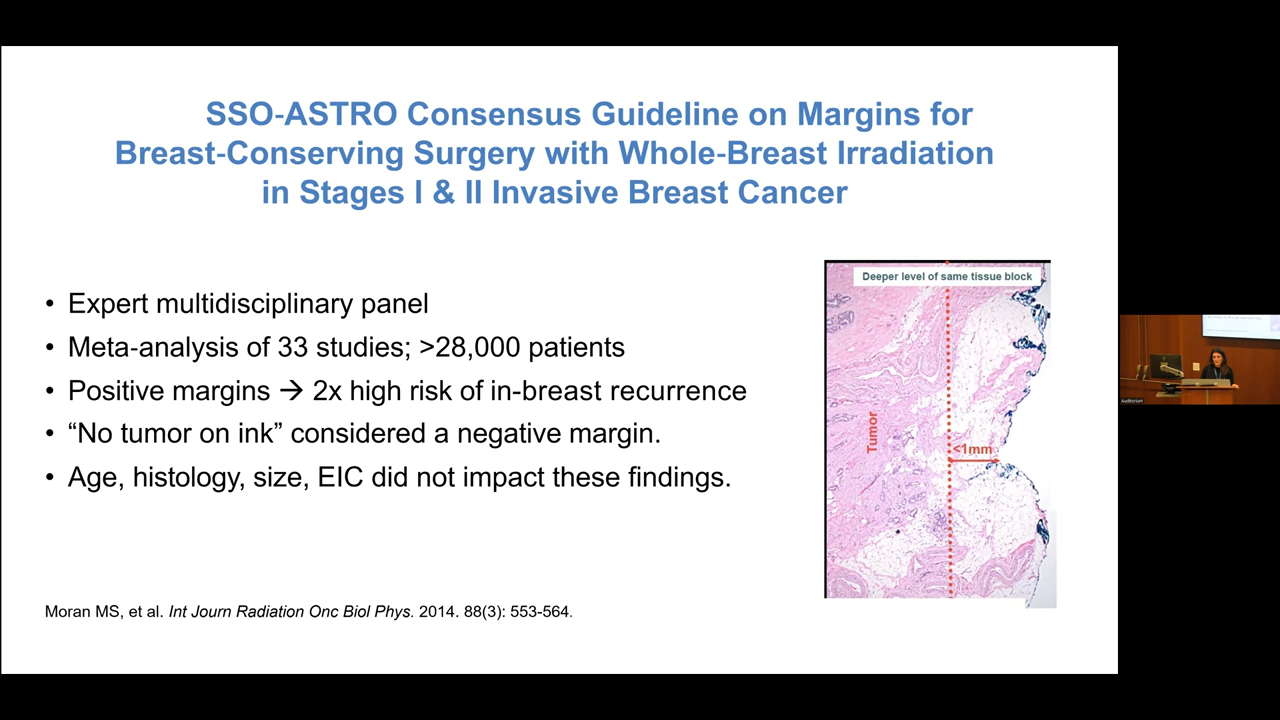 SSO-ASTRO Consensus Guideline on Margins for
Breast-Conserving Surgery with Whole-Breast Irradiation
in Stages I & II Invasive Breast Cancer
• Expert multidisciplinary panel
• Meta-analysis of 33 studies; >28,000 patients
• Positive margins → 2x high risk of in-breast recurrence
• “No tumor on ink” considered a negative margin.
• Age, histology, size, EIC did not impact these findings.
Deeper level of same tissue block
Tumor
<1mm
Moran MS, et al. Int Journ Radiation Onc Biol Phys. 2014. 88(3): 553-564.
Auditorium